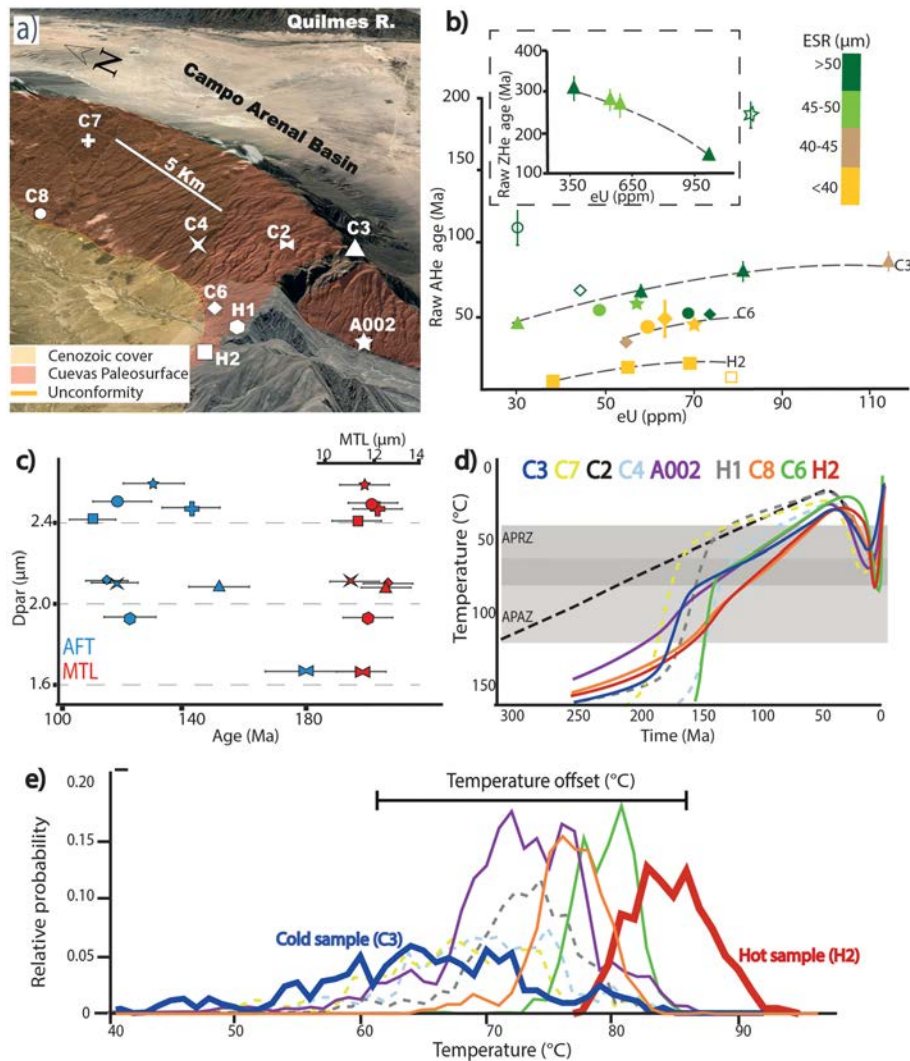 a)
Quilmes R.
N
Campo Arenal Basin
C7
5 Km
C8
C4
C2
C3
C6
H1
A002
H2
Cenozoic cover
Cuevas Paleosurface
Unconformity
b)
ESR (µm)
>50
45-50
40-45
<40
400
300
200
100
Raw ZHe age (Ma)
350
650
950
eU (ppm)
200
150
100
50
Raw AHe age (Ma)
C3
C6
H2
30
50
70
90
110
eU (ppm)
c)
MTL (µm)
10
12
14
2.4
2.0
1.6
Dpar (µm)
AFT
MTL
100
140
180
Age (Ma)
d)
C3 C7 C2 C4 A002 H1 C8 C6 H2
0
50
100
150
Temperature (°C)
APRZ
APAZ
300
250
200
150
100
50
0
Time (Ma)
e)
Temperature offset (°C)
0.20
0.15
0.10
0.05
0
Relative probability
Cold sample (C3)
Hot sample (H2)
40
50
60
70
80
90
Temperature (°C)